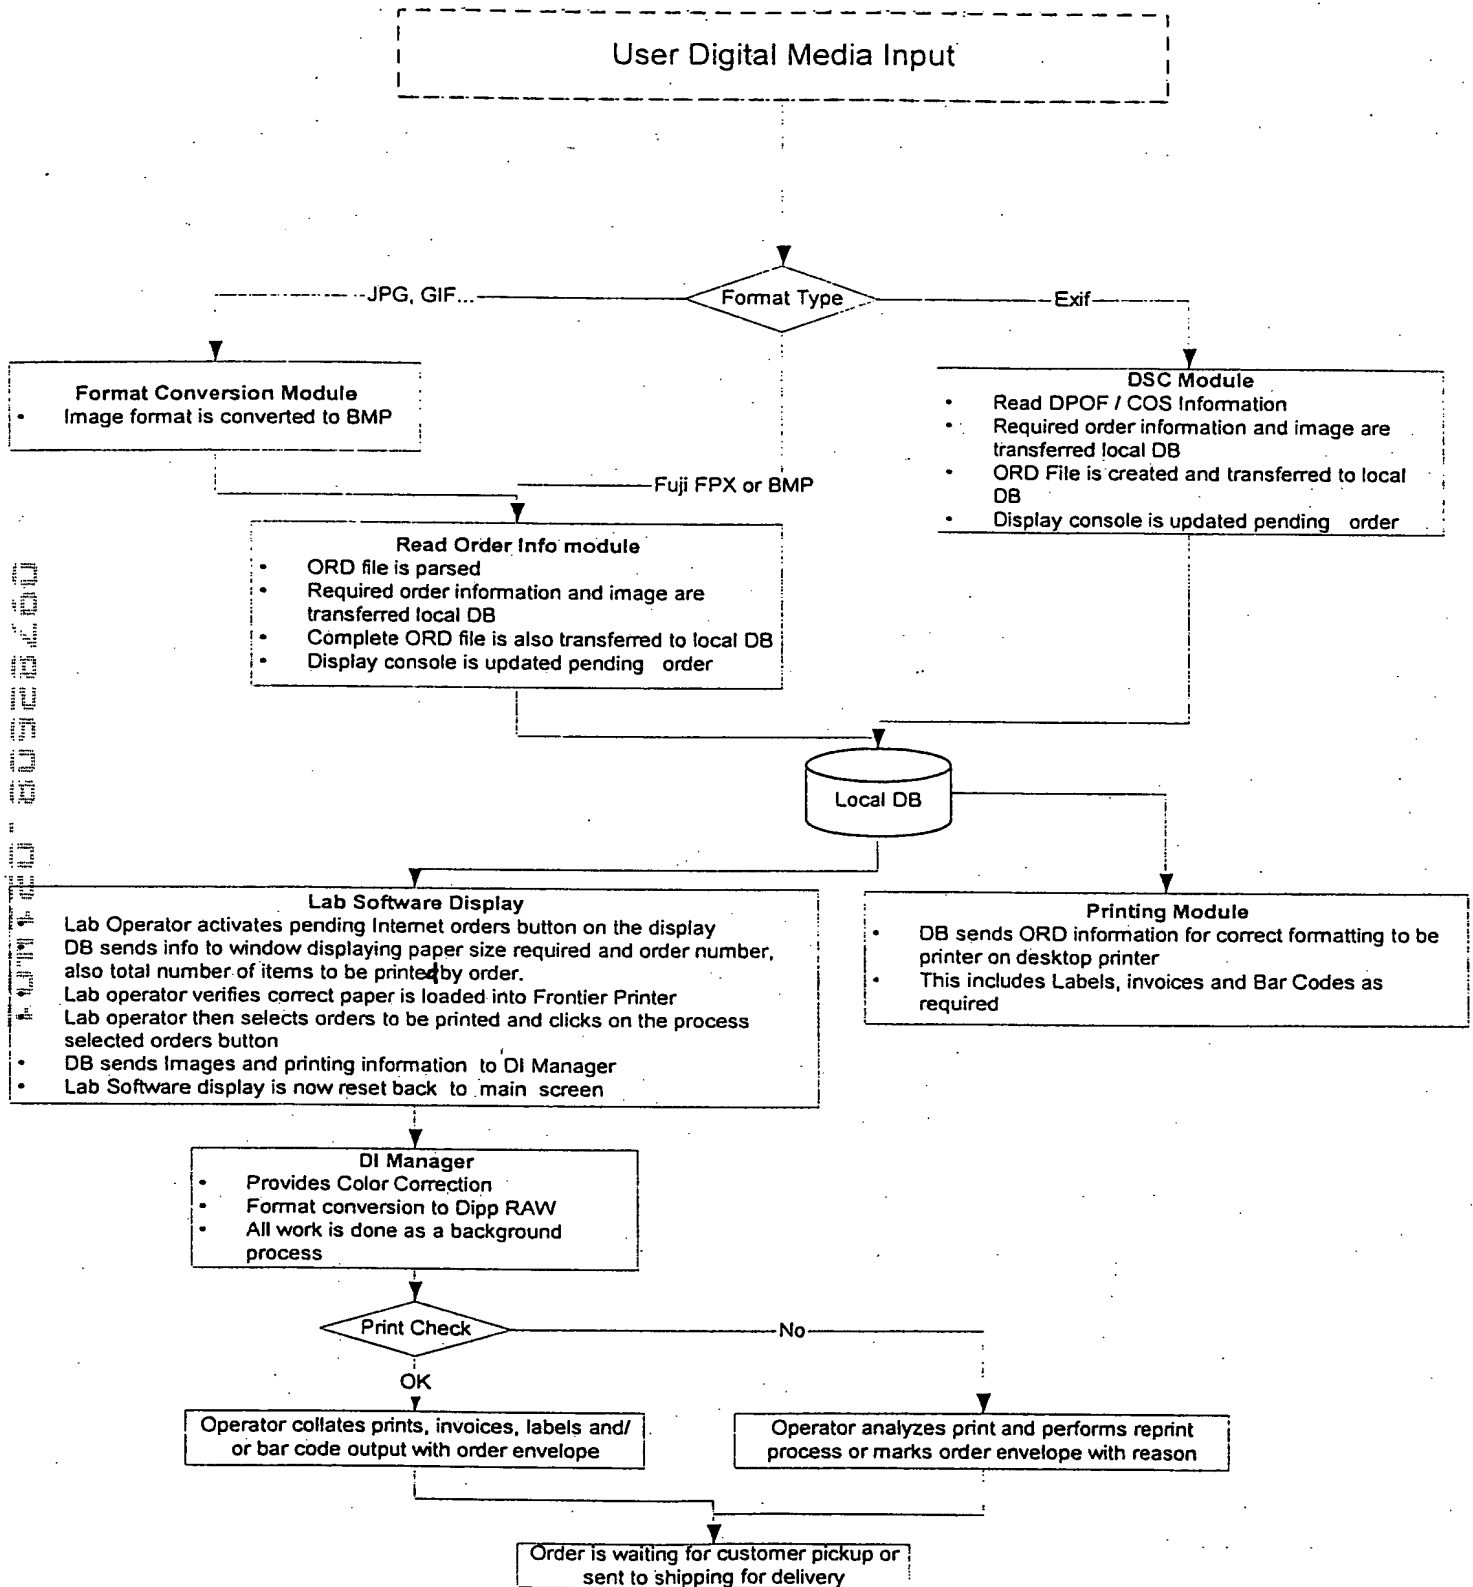 User Digital Media Input
JPG, GIF...
Format Type
Exif
Format Conversion Module
• Image format is converted to BMP
DSC Module
• Read DPOF / COS Information
• Required order information and image are
transferred local DB
• ORD File is created and transferred to local
DB
• Display console is updated pending order
Fuji FPX or BMP
Read Order Info module
• ORD file is parsed
• Required order information and image are
transferred local DB
• Complete ORD file is also transferred to local DB
• Display console is updated pending order
Local DB
Lab Software Display
Lab Operator activates pending Internet orders button on the display
DB sends info to window displaying paper size required and order number,
also total number of items to be printed by order.
Lab operator verifies correct paper is loaded into Frontier Printer
Lab operator then selects orders to be printed and clicks on the process
selected orders button
• DB sends Images and printing information to DI Manager
• Lab Software display is now reset back to main screen
Printing Module
• DB sends ORD information for correct formatting to be
printer on desktop printer
• This includes Labels, invoices and Bar Codes as
required
DI Manager
• Provides Color Correction
• Format conversion to Dipp RAW
• All work is done as a background
process
Print Check
No
OK
Operator collates prints, invoices, labels and/
or bar code output with order envelope
Operator analyzes print and performs reprint
process or marks order envelope with reason
Order is waiting for customer pickup or
sent to shipping for delivery